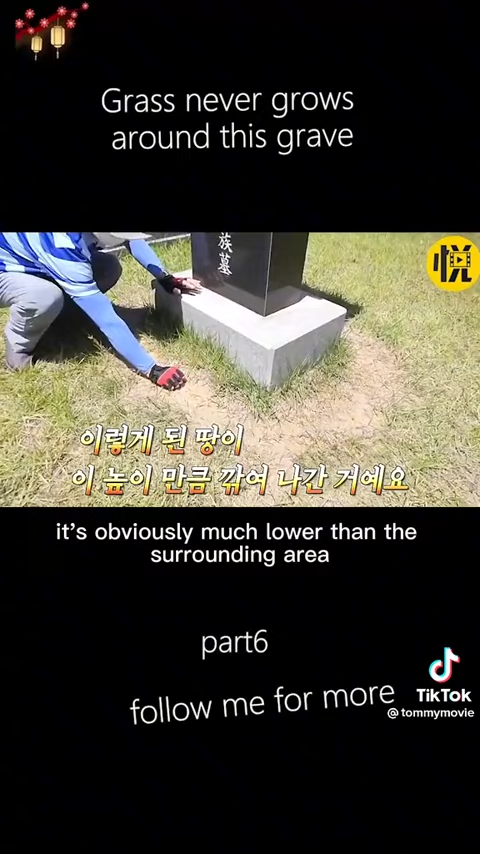 Grass never grows
around this grave
悦
族墓
이렇게 된 땅이
이 높이 만큼 깎여 나간 거예요
it's obviously much lower than the
surrounding area
part6
follow me for more
TikTok
@tommymovie